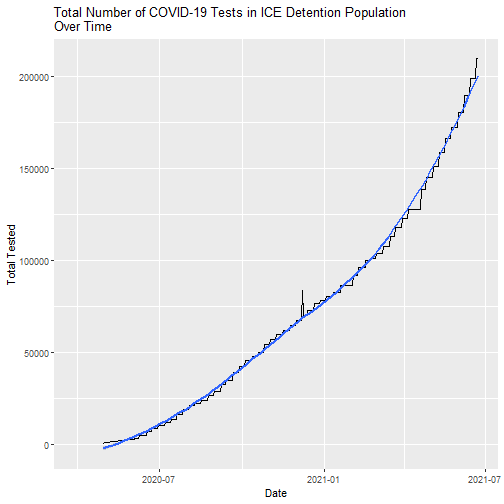 Total Number of COVID-19 Tests in ICE Detention Population
Over Time
200000
150000
100000
50000
0
Total Tested
2020-07
2021-01
2021-07
Date